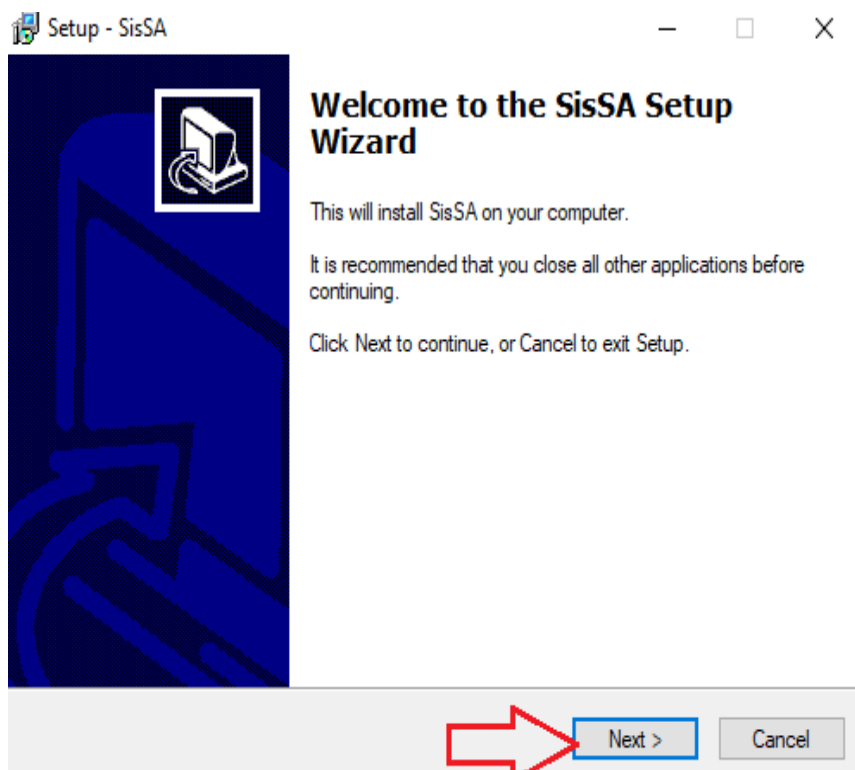 Setup - SisSA
Welcome to the SisSA Setup
Wizard
This will install SisSA on your computer.
It is recommended that you close all other applications before
continuing.
Click Next to continue, or Cancel to exit Setup.
Next >
Cancel